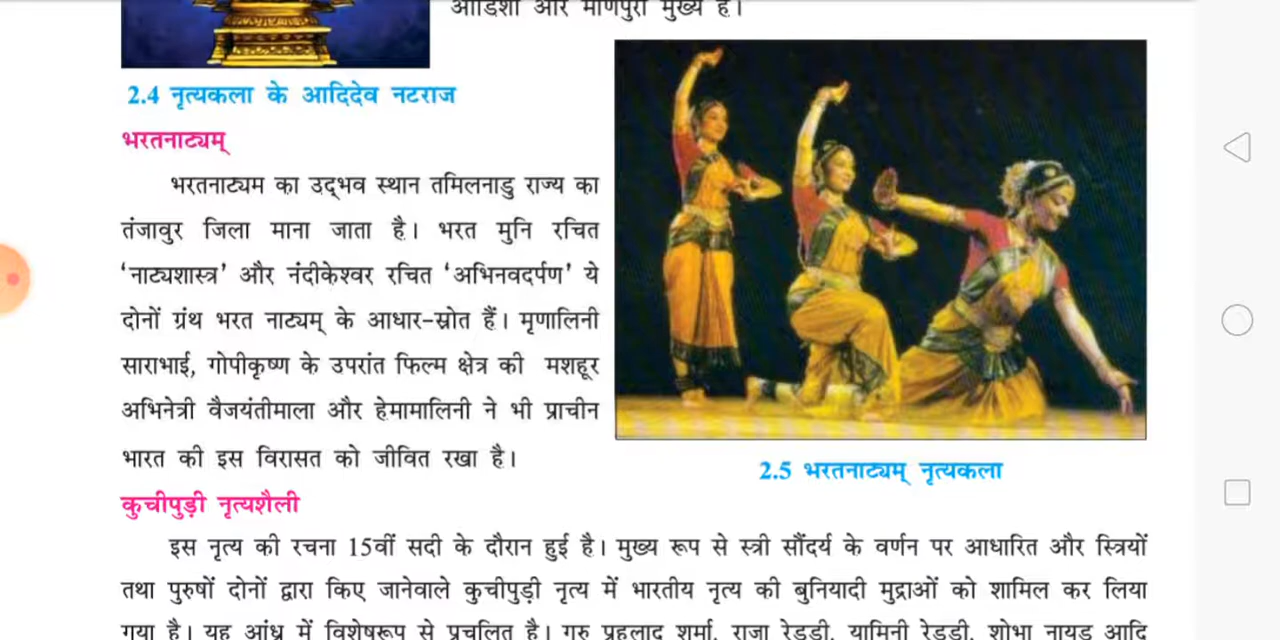 ओडिसी और मणिपुरी मुख्य हैं।
2.4 नृत्यकला के आदिदेव नटराज
भरतनाट्यम्
भरतनाट्यम का उद्‌भव स्थान तमिलनाडु राज्य का
तंजावुर जिला माना जाता है। भरत मुनि रचित
‘नाट्यशास्त्र’ और नंदीकेश्वर रचित ‘अभिनवदर्पण’ ये
दोनों ग्रंथ भरत नाट्यम् के आधार-स्रोत हैं। मृणालिनी
साराभाई, गोपीकृष्ण के उपरांत फिल्म क्षेत्र की मशहूर
अभिनेत्री वैजयंतीमाला और हेमामालिनी ने भी प्राचीन
भारत की इस विरासत को जीवित रखा है।
2.5 भरतनाट्यम् नृत्यकला
कुचीपुड़ी नृत्यशैली
इस नृत्य की रचना 15वीं सदी के दौरान हुई है। मुख्य रूप से स्त्री सौंदर्य के वर्णन पर आधारित और स्त्रियों
तथा पुरुषों दोनों द्वारा किए जानेवाले कुचीपुड़ी नृत्य में भारतीय नृत्य की बुनियादी मुद्राओं को शामिल कर लिया
गया है। यह आंध्र में विशेषरूप से प्रचलित है। गुरु प्रहलाद शर्मा, राजा रेड्डी, यामिनी रेड्डी, शोभा नायडू आदि